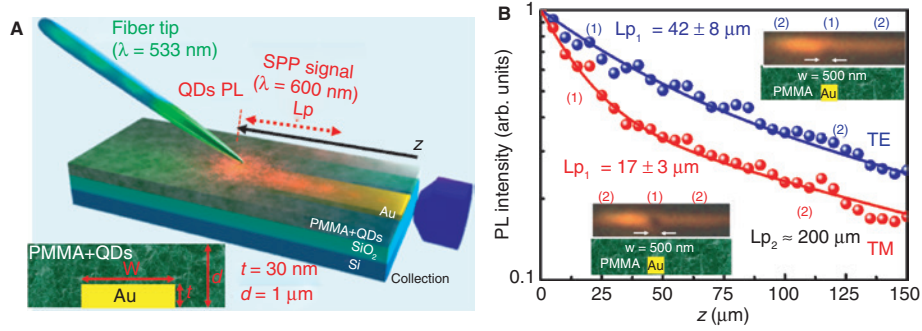 A
Fiber tip
(λ = 533 nm)
SPP signal
(λ = 600 nm)
QDs PL
Lp
z
Au
PMMA+QDs
SiO₂
Si
Collection
PMMA+QDs
W
d
t
Au
t = 30 nm
d = 1 μm
B
PL intensity (arb. units)
1
0.1
(1)
Lp₁ = 42 ± 8 μm
(2) (1) (2)
w = 500 nm
PMMA Au
(1)
(2)
TE
Lp₁ = 17 ± 3 μm
(2) (1) (2)
(2)
w = 500 nm
PMMA Au
Lp₂ ≈ 200 μm
TM
0 25 50 75 100 125 150
z (μm)